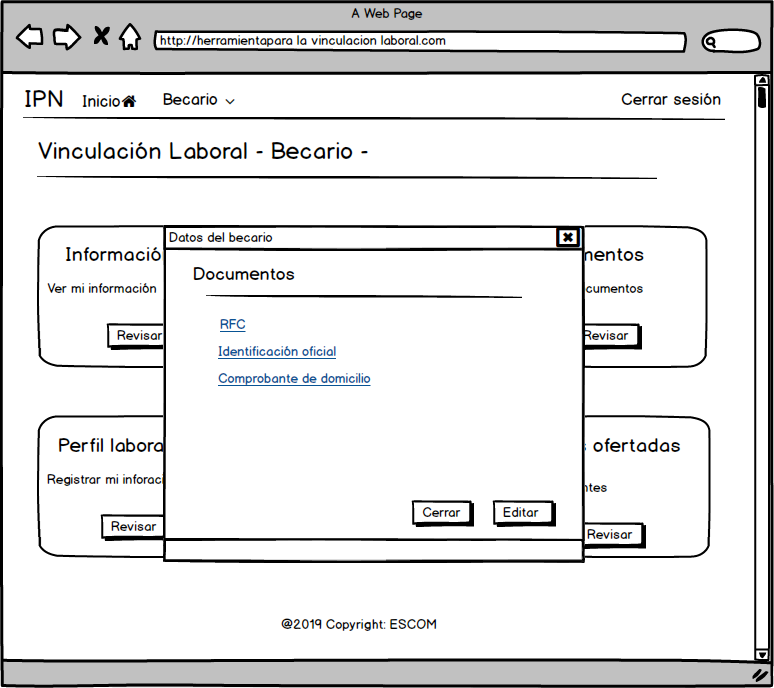 A Web Page
http://herramientapara la vinculacion laboral.com
IPN Inicio Becario Cerrar sesión
Vinculación Laboral - Becario -
Datos del becario
Documentos
RFC
Identificación oficial
Comprobante de domicilio
Cerrar Editar
Informació
Ver mi información
Revisar
mentos
cumentos
Revisar
Perfil labora
Registrar mi inforaci
Revisar
s ofertadas
ntes
Revisar
@2019 Copyright: ESCOM